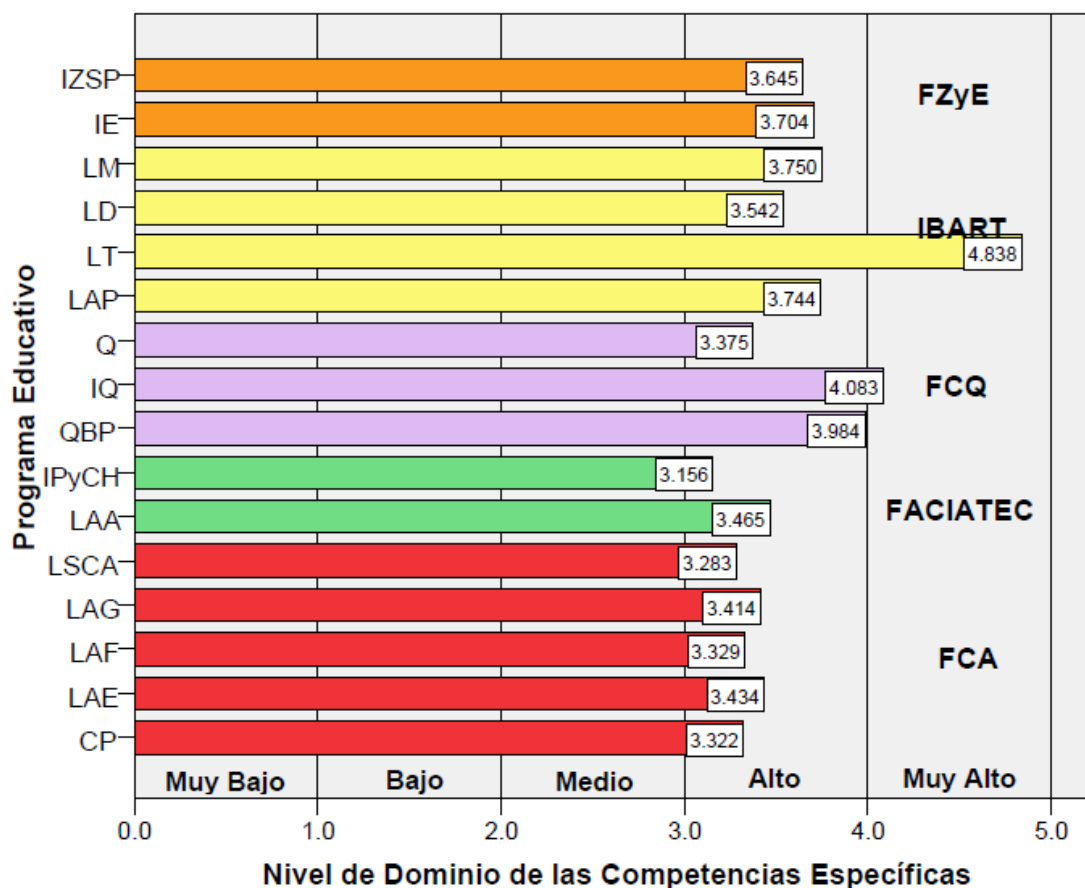 Programa Educativo
IZSP 3.645
FZyE
IE 3.704
LM 3.750
LD 3.542
IBART
LT 4.838
LAP 3.744
Q 3.375
IQ 4.083
FCQ
QBP 3.984
IPyCH 3.156
LAA 3.465
FACIATEC
LSCA 3.283
LAG 3.414
LAF 3.329
FCA
LAE 3.434
CP 3.322
Muy Bajo Bajo Medio Alto Muy Alto
0.0 1.0 2.0 3.0 4.0 5.0
Nivel de Dominio de las Competencias Específicas